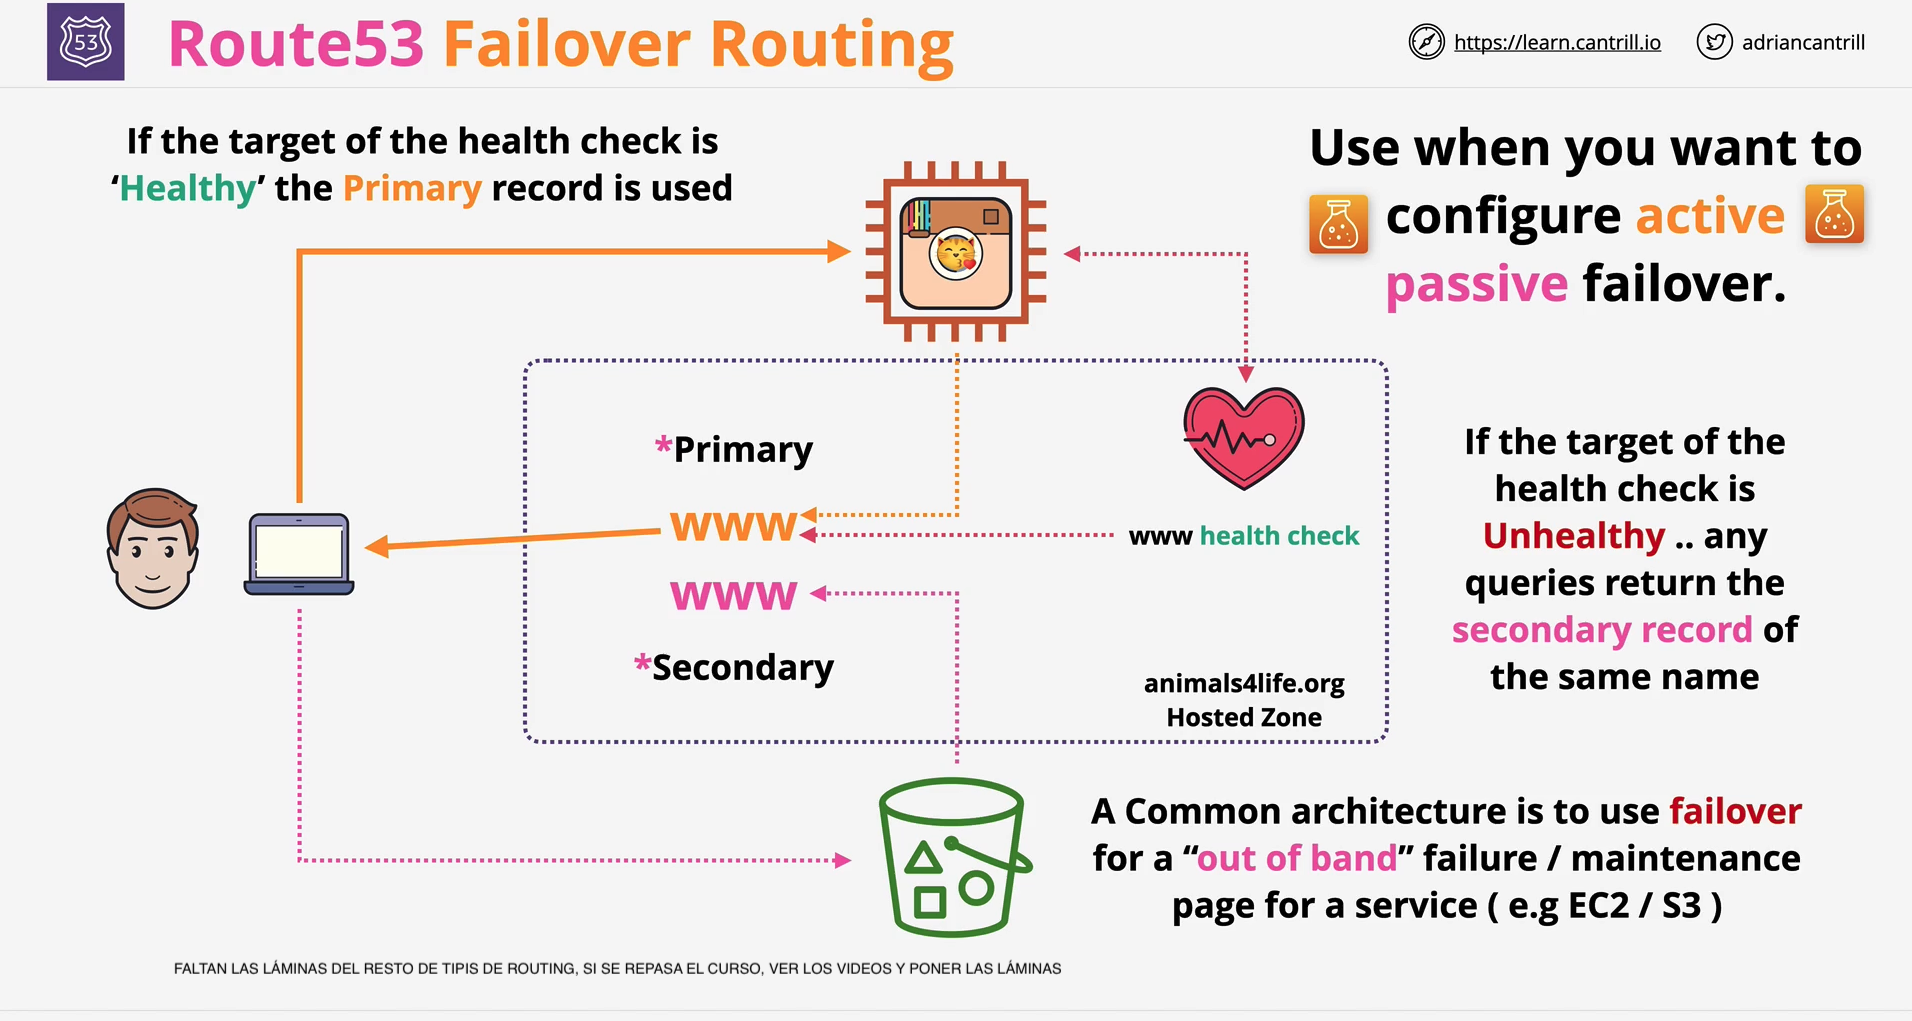 53
Route53 Failover Routing
https://learn.cantrill.io
adriancantrill
If the target of the health check is
‘Healthy’ the Primary record is used
Use when you want to
configure active
passive failover.
*Primary
www
www health check
www
*Secondary
animals4life.org
Hosted Zone
If the target of the
health check is
Unhealthy .. any
queries return the
secondary record of
the same name
A Common architecture is to use failover
for a “out of band” failure / maintenance
page for a service ( e.g EC2 / S3 )
FALTAN LAS LÁMINAS DEL RESTO DE TIPIS DE ROUTING, SI SE REPASA EL CURSO, VER LOS VIDEOS Y PONER LAS LÁMINAS